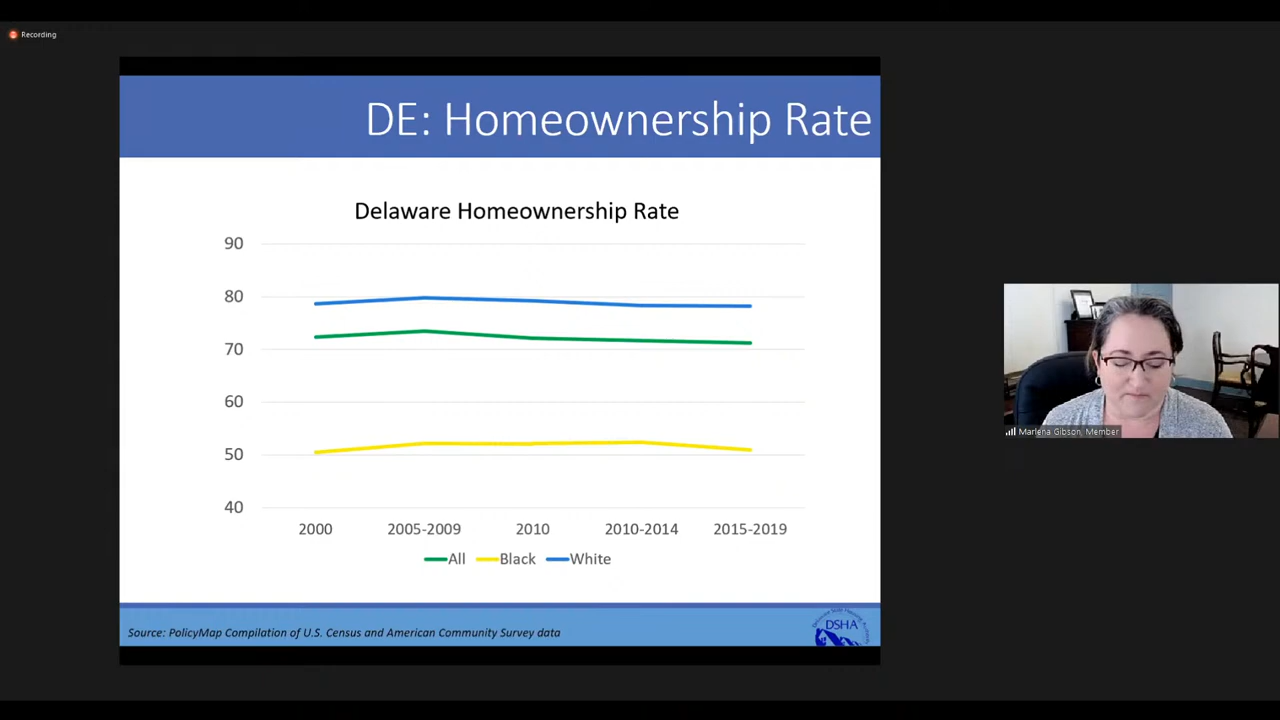 Recording
DE: Homeownership Rate
Delaware Homeownership Rate
90
80
70
60
50
40
2000 2005-2009 2010 2010-2014 2015-2019
All Black White
Marlena Gibson, Member
Source: PolicyMap Compilation of U.S. Census and American Community Survey data
DSHA